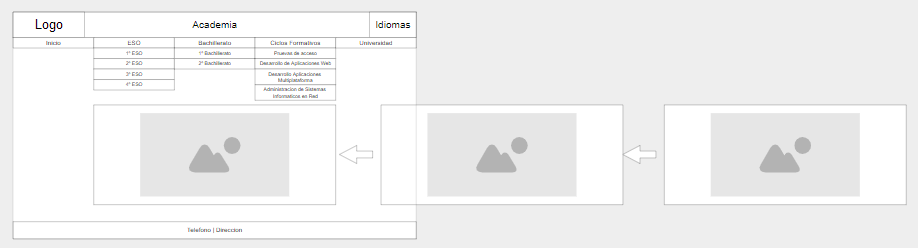 Logo
Academia
Idiomas
Inicio
ESO
Bachillerato
Ciclos Formativos
Universidad
1º ESO
1º Bachillerato
Pruevas de acceso
2º ESO
2º Bachillerato
Desarrollo de Aplicaciones Web
3º ESO
Desarrollo Aplicaciones
Multiplataforma
4º ESO
Administracion de Sistemas
Informaticos en Red
Telefono | Direccion